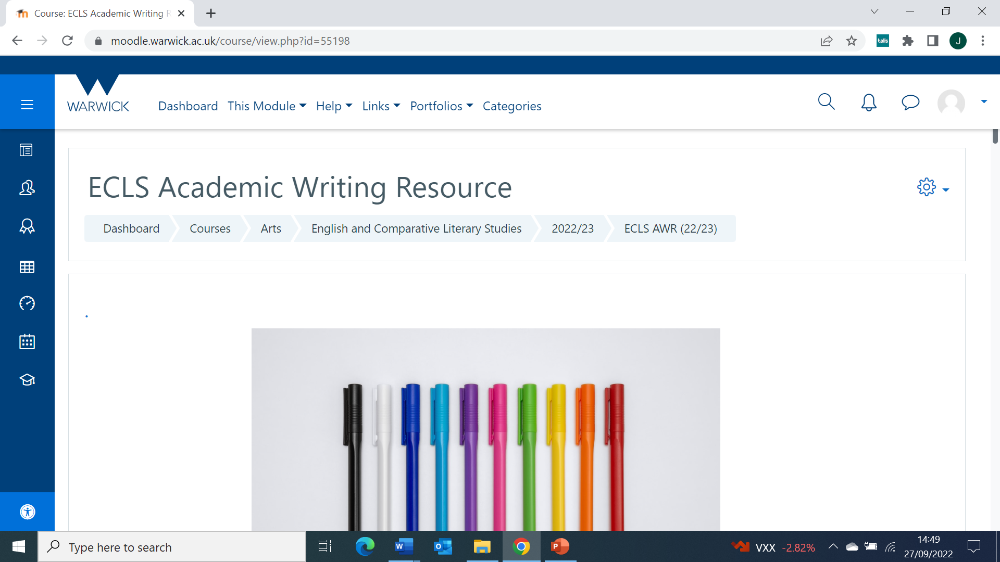 Course: ECLS Academic Writing R
moodle.warwick.ac.uk/course/view.php?id=55198
talis
J
WARWICK
Dashboard This Module Help Links Portfolios Categories
ECLS Academic Writing Resource
Dashboard Courses Arts English and Comparative Literary Studies 2022/23 ECLS AWR (22/23)
Type here to search
W
O
P
VXX -2.82%
14:49
27/09/2022